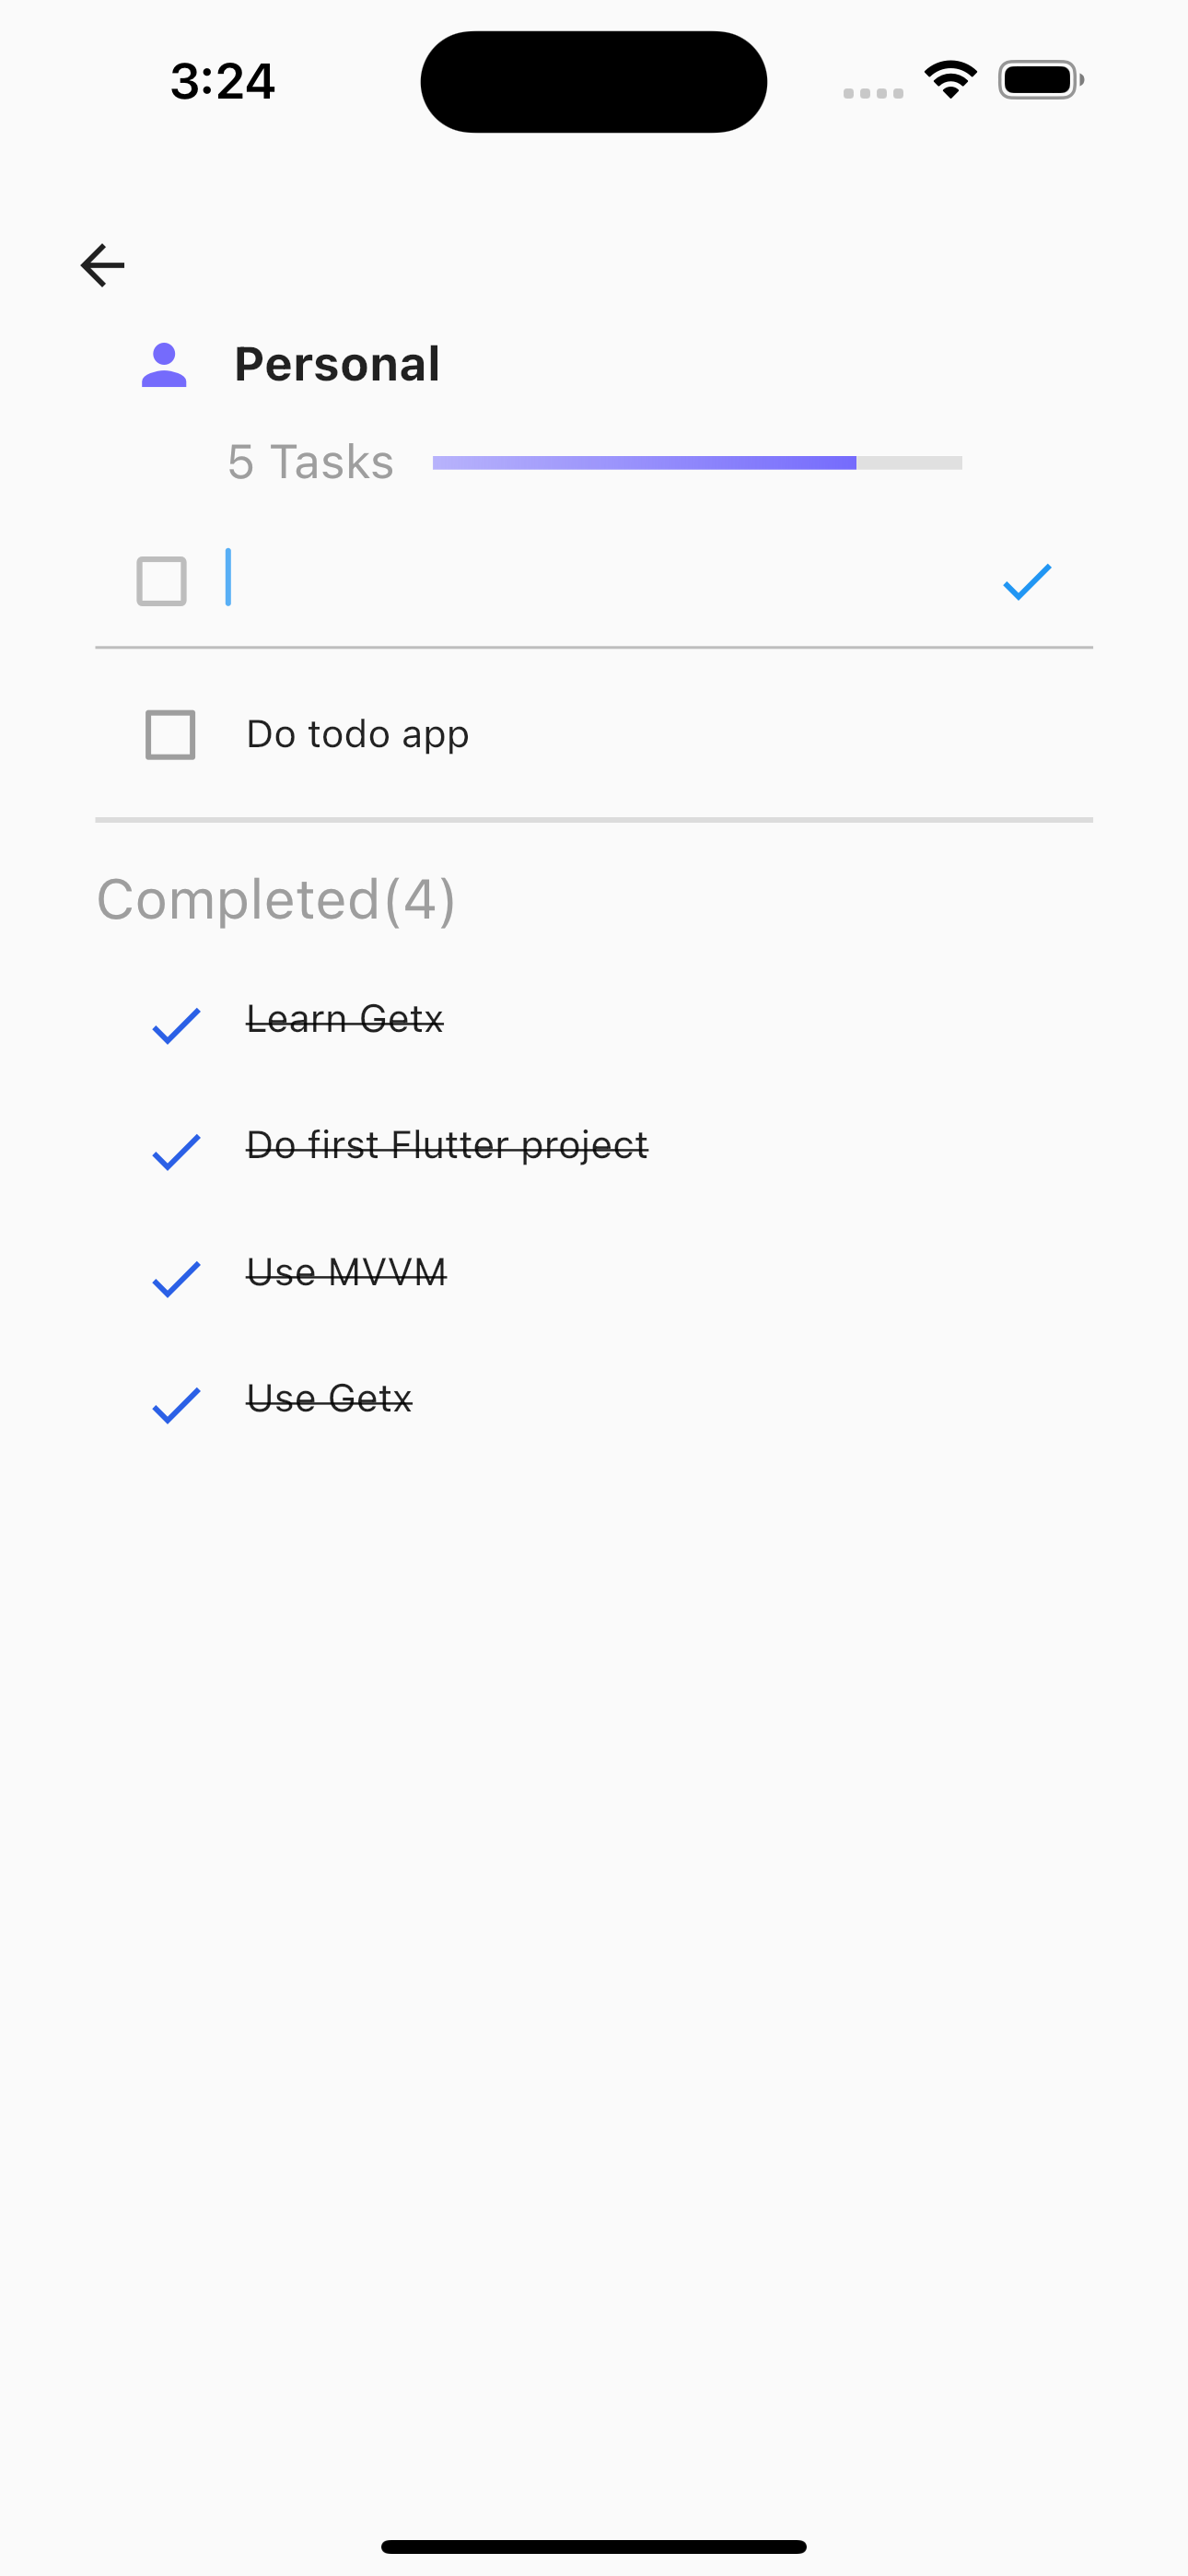 3:24
Personal
5 Tasks
Do todo app
Completed(4)
Learn Getx
Do first Flutter project
Use MVVM
Use Getx